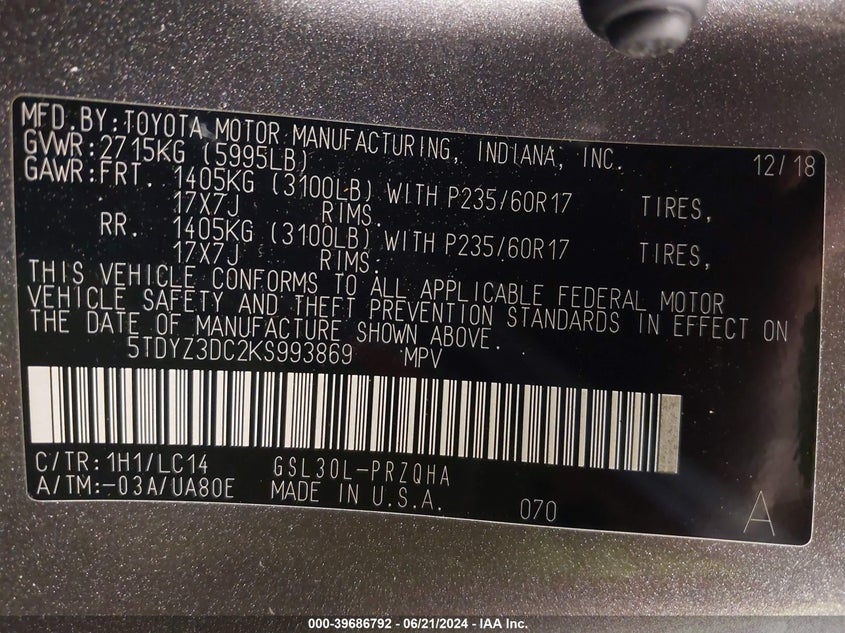 MFD.BY:TOYOTA MOTOR MANUFACTURING, INDIANA, INC. 12/18
GVWR:2715KG (5995LB)
GAWR:FRT. 1405KG (3100LB) WITH P235/60R17 TIRES,
17X7J RIMS.
RR. 1405KG (3100LB) WITH P235/60R17 TIRES,
17X7J RIMS.
THIS VEHICLE CONFORMS TO ALL APPLICABLE FEDERAL MOTOR
VEHICLE SAFETY AND THEFT PREVENTION STANDARDS IN EFFECT ON
THE DATE OF MANUFACTURE SHOWN ABOVE.
5TDYZ3DC2KS993869 MPV
C/TR:1H1/LC14 GSL30L-PRZQHA
A/TM:-03A/UA80E MADE IN U.S.A. 070 A
000-39686792 - 06/21/2024 - IAA Inc.